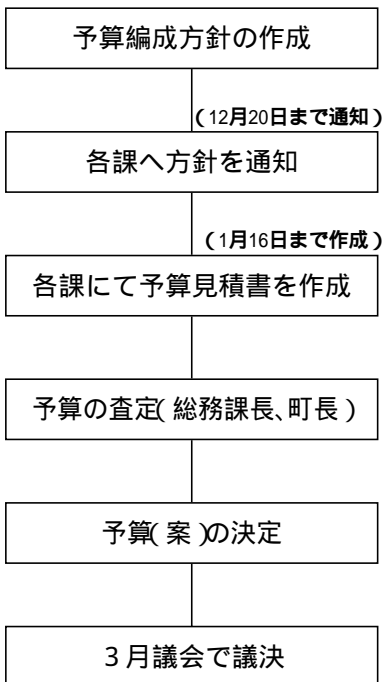 予算編成方針の作成
(12月20日まで通知)
各課へ方針を通知
(1月16日まで作成)
各課にて予算見積書を作成
予算の査定(総務課長、町長)
予算(案)の決定
３月議会で議決